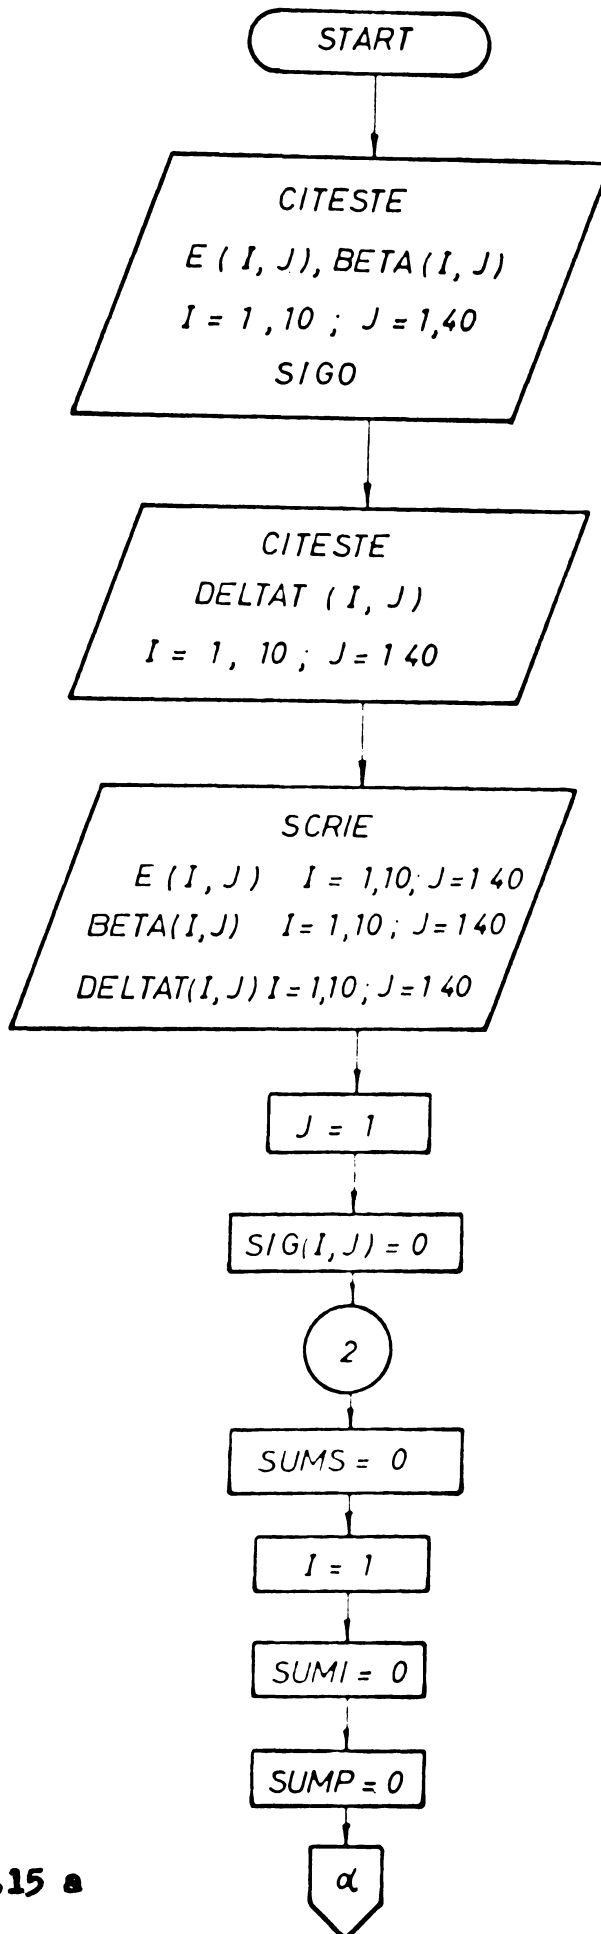 START
CITESTE
E ( I, J ), BETA ( I, J )
I = 1 , 10 ; J = 1,40
SIGO
CITESTE
DELTAT ( I, J )
I = 1, 10 ; J = 1 40
SCRIE
E ( I, J ) I = 1,10; J = 1 40
BETA(I,J) I = 1,10 ; J = 1 40
DELTAT(I,J) I = 1,10 ; J = 1 40
J = 1
SIG(I,J) = 0
2
SUMS = 0
I = 1
SUMI = 0
SUMP = 0
α
.15 a